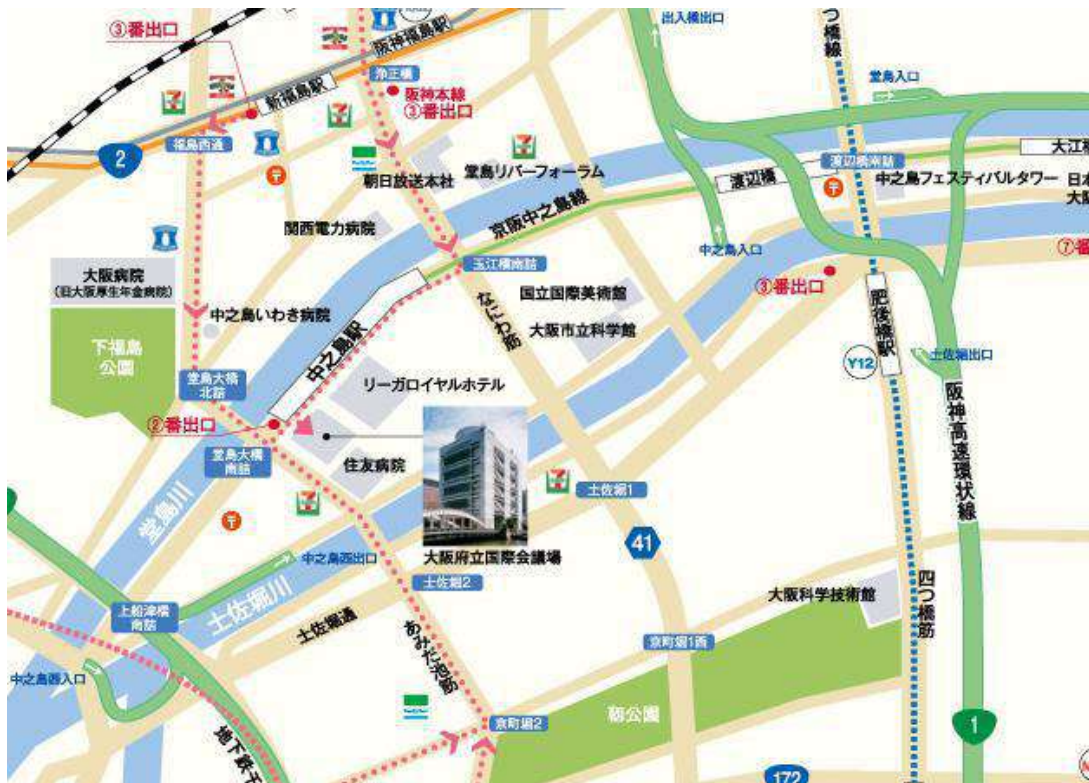 ③番出口
阪神福島駅
出入橋出口
つ橋線
堂島入口
浄正橋
阪神本線
③番出口
新福島駅
福島西通
2
朝日放送本社
堂島リバーフォーラム
渡辺橋南詰
大江橋
渡辺橋
中之島フェスティバルタワー
日本
大阪
関西電力病院
京阪中之島線
中之島入口
⑦番
玉江橋南詰
③番出口
大阪病院
(旧大阪厚生年金病院)
国立国際美術館
なにわ筋
中之島いわき病院
大阪市立科学館
肥後橋駅
下福島
公園
中之島駅
土佐堀出口
Y12
堂島大橋
北詰
リーガロイヤルホテル
②番出口
阪神高速環状線
堂島大橋
南詰
住友病院
土佐堀1
堂島川
41
中之島西出口
大阪府立国際会議場
土佐堀2
四つ橋筋
大阪科学技術館
土佐堀川
上船津橋
南詰
土佐堀通
あみだ池筋
京町堀1西
中之島西入口
靱公園
京町堀2
1
地下鉄千
172